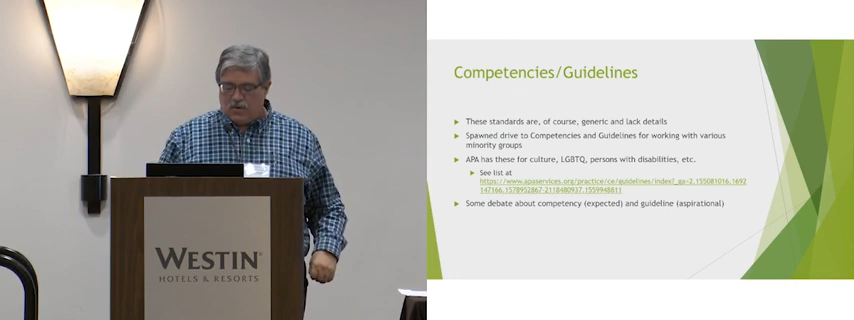 WESTIN
HOTELS & RESORTS
Competencies/Guidelines
These standards are, of course, generic and lack details
Spawned drive to Competencies and Guidelines for working with various
minority groups
APA has these for culture, LGBTQ, persons with disabilities, etc.
See list at
https://www.apaservices.org/practice/ce/guidelines/index?_ga=2.155081016.1692
147166.1578952867-2118480937.1559948811
Some debate about competency (expected) and guideline (aspirational)